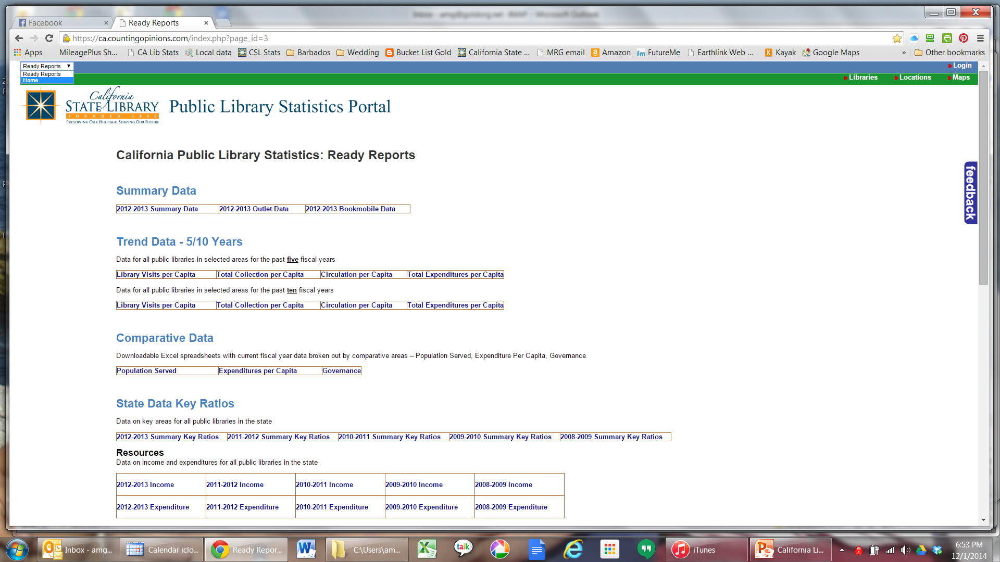 Facebook
Ready Reports
https://ca.countingopinions.com/index.php?page_id=3
Apps MileagePlus Sh... CA Lib Stats Local data CSL Stats Barbados Wedding Bucket List Gold California State ... MRG email Amazon FutureMe Earthlink Web ... Kayak Google Maps » Other bookmarks
Ready Reports
Ready Reports
Home
Login
Libraries Locations Maps
California
STATE LIBRARY
FOUNDED 1850
PRESERVING OUR HERITAGE, SHAPING OUR FUTURE
Public Library Statistics Portal
California Public Library Statistics: Ready Reports
feedback
Summary Data
2012-2013 Summary Data 2012-2013 Outlet Data 2012-2013 Bookmobile Data
Trend Data - 5/10 Years
Data for all public libraries in selected areas for the past five fiscal years
Library Visits per Capita Total Collection per Capita Circulation per Capita Total Expenditures per Capita
Data for all public libraries in selected areas for the past ten fiscal years
Library Visits per Capita Total Collection per Capita Circulation per Capita Total Expenditures per Capita
Comparative Data
Downloadable Excel spreadsheets with current fiscal year data broken out by comparative areas – Population Served, Expenditure Per Capita, Governance
Population Served Expenditures per Capita Governance
State Data Key Ratios
Data on key areas for all public libraries in the state
2012-2013 Summary Key Ratios 2011-2012 Summary Key Ratios 2010-2011 Summary Key Ratios 2009-2010 Summary Key Ratios 2008-2009 Summary Key Ratios
Resources
Data on income and expenditures for all public libraries in the state
2012-2013 Income 2011-2012 Income 2010-2011 Income 2009-2010 Income 2008-2009 Income
2012-2013 Expenditure 2011-2012 Expenditure 2010-2011 Expenditure 2009-2010 Expenditure 2008-2009 Expenditure
Inbox - amg... Calendar iclo... Ready Repor... C:\Users\am... talk iTunes California Li... 6:53 PM
12/1/2014